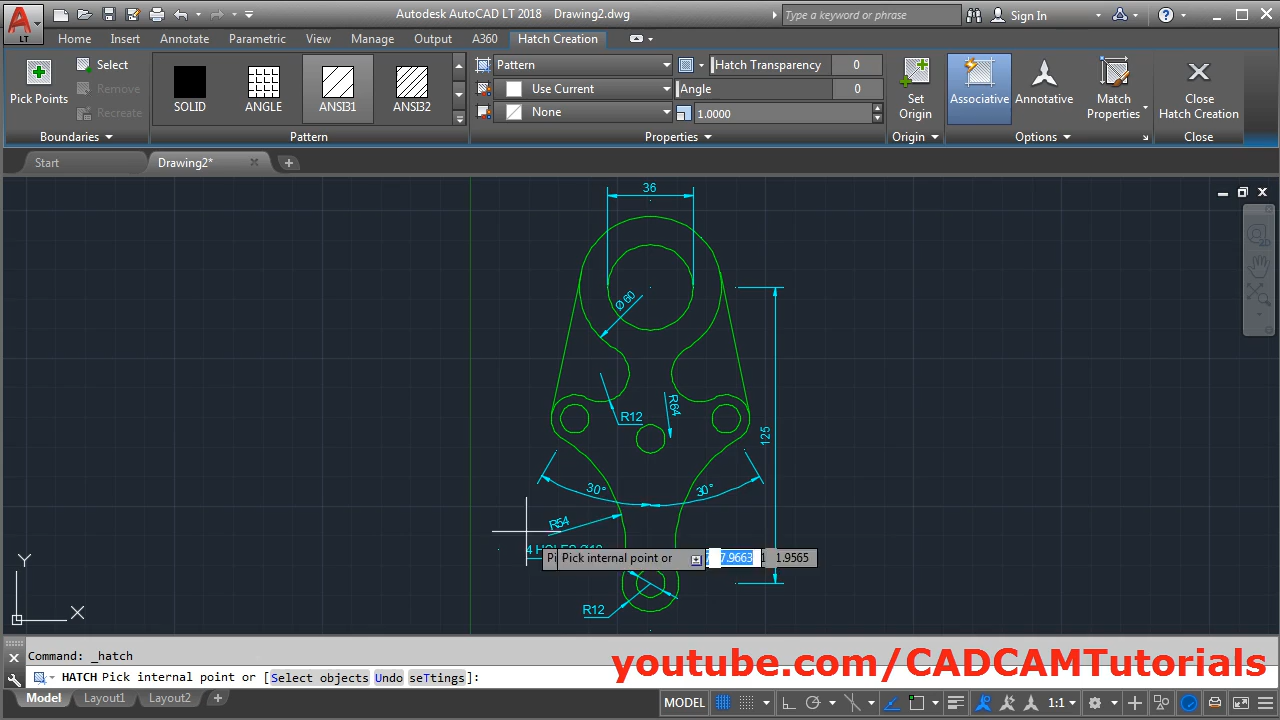 A
LT
Autodesk AutoCAD LT 2018 Drawing2.dwg
Type a keyword or phrase
Sign In
Home Insert Annotate Parametric View Manage Output A360 Hatch Creation
Pick Points
Select
Remove
Recreate
Boundaries
SOLID ANGLE ANSI31 ANSI32
Pattern
Pattern
Use Current
None
Hatch Transparency 0
Angle 0
1.0000
Properties
Set
Origin
Origin
Associative
Annotative
Match
Properties
Options
Close
Hatch Creation
Close
Start
Drawing2*
36
Ø60
R12
R64
125
30°
30°
R54
4 HOLES
Pick internal point or
7.9663
1.9565
R12
Y
X
Command: _hatch
HATCH Pick internal point or [Select objects Undo seTtings]:
youtube.com/CADCAMTutorials
Model Layout1 Layout2 +
MODEL
1:1